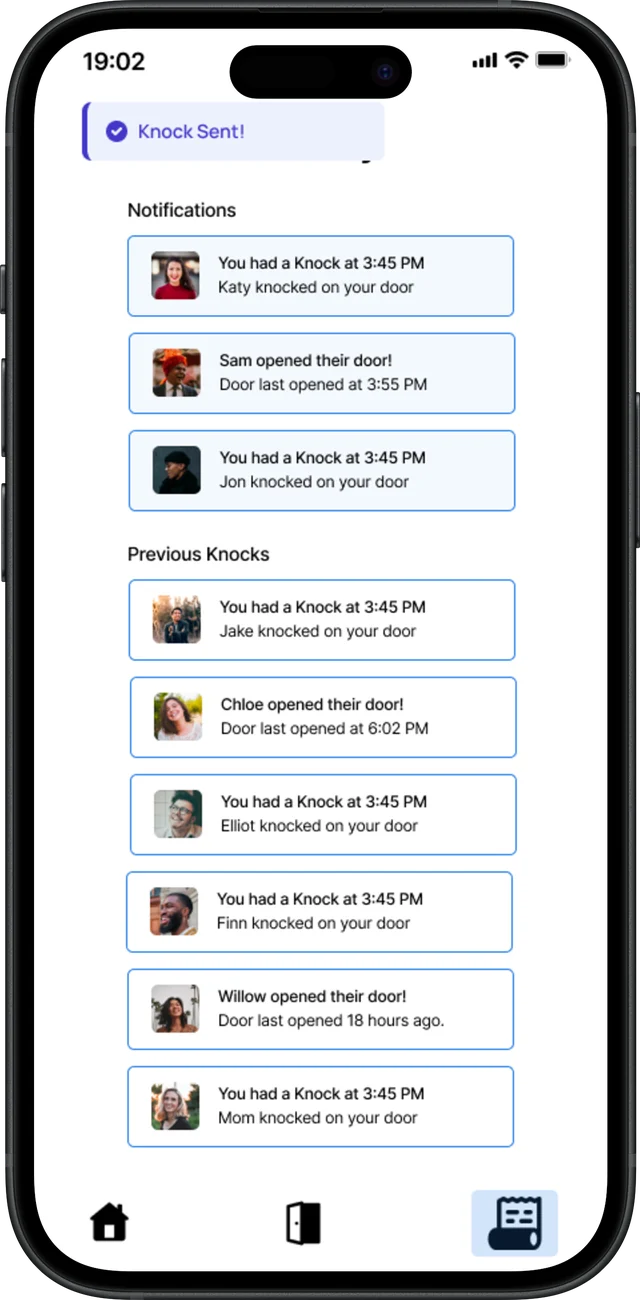 19:02
Knock Sent!
Notifications
You had a Knock at 3:45 PM
Katy knocked on your door
Sam opened their door!
Door last opened at 3:55 PM
You had a Knock at 3:45 PM
Jon knocked on your door
Previous Knocks
You had a Knock at 3:45 PM
Jake knocked on your door
Chloe opened their door!
Door last opened at 6:02 PM
You had a Knock at 3:45 PM
Elliot knocked on your door
You had a Knock at 3:45 PM
Finn knocked on your door
Willow opened their door!
Door last opened 18 hours ago.
You had a Knock at 3:45 PM
Mom knocked on your door